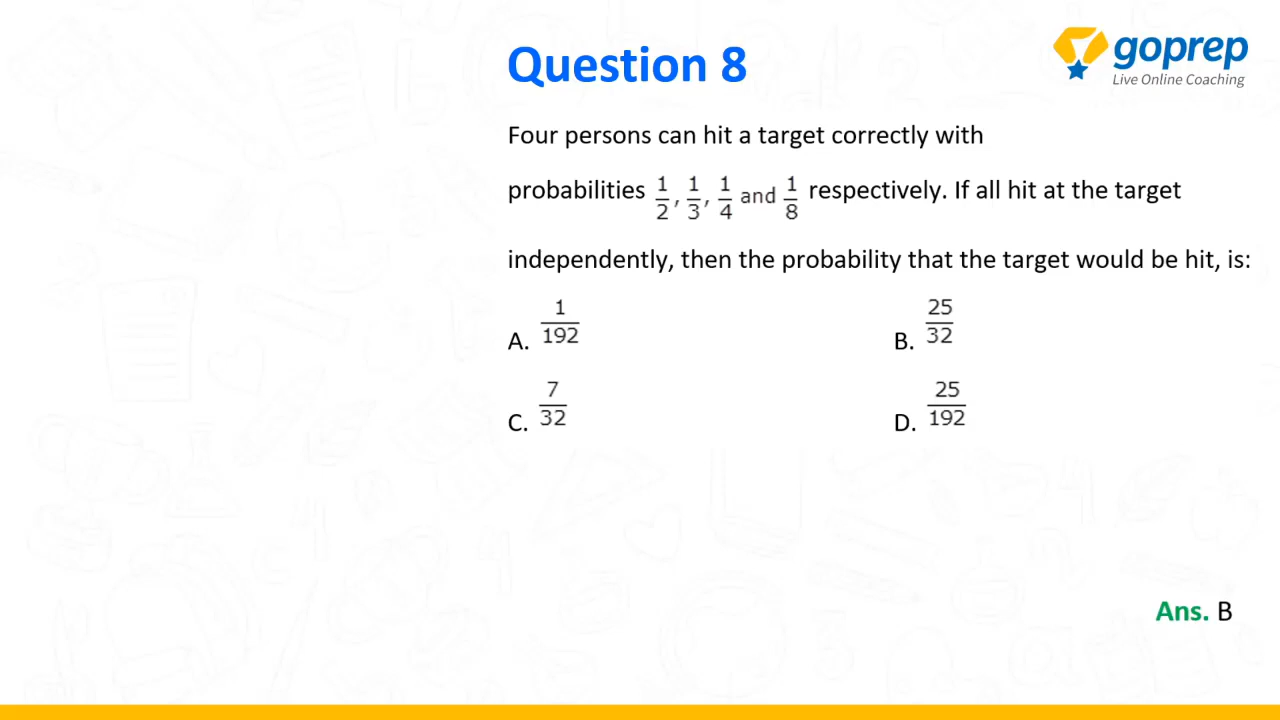 Question 8
goprep
Live Online Coaching
Four persons can hit a target correctly with
probabilities 1/2, 1/3, 1/4 and 1/8 respectively. If all hit at the target
independently, then the probability that the target would be hit, is:
A. 1/192 B. 25/32
C. 7/32 D. 25/192
Ans. B